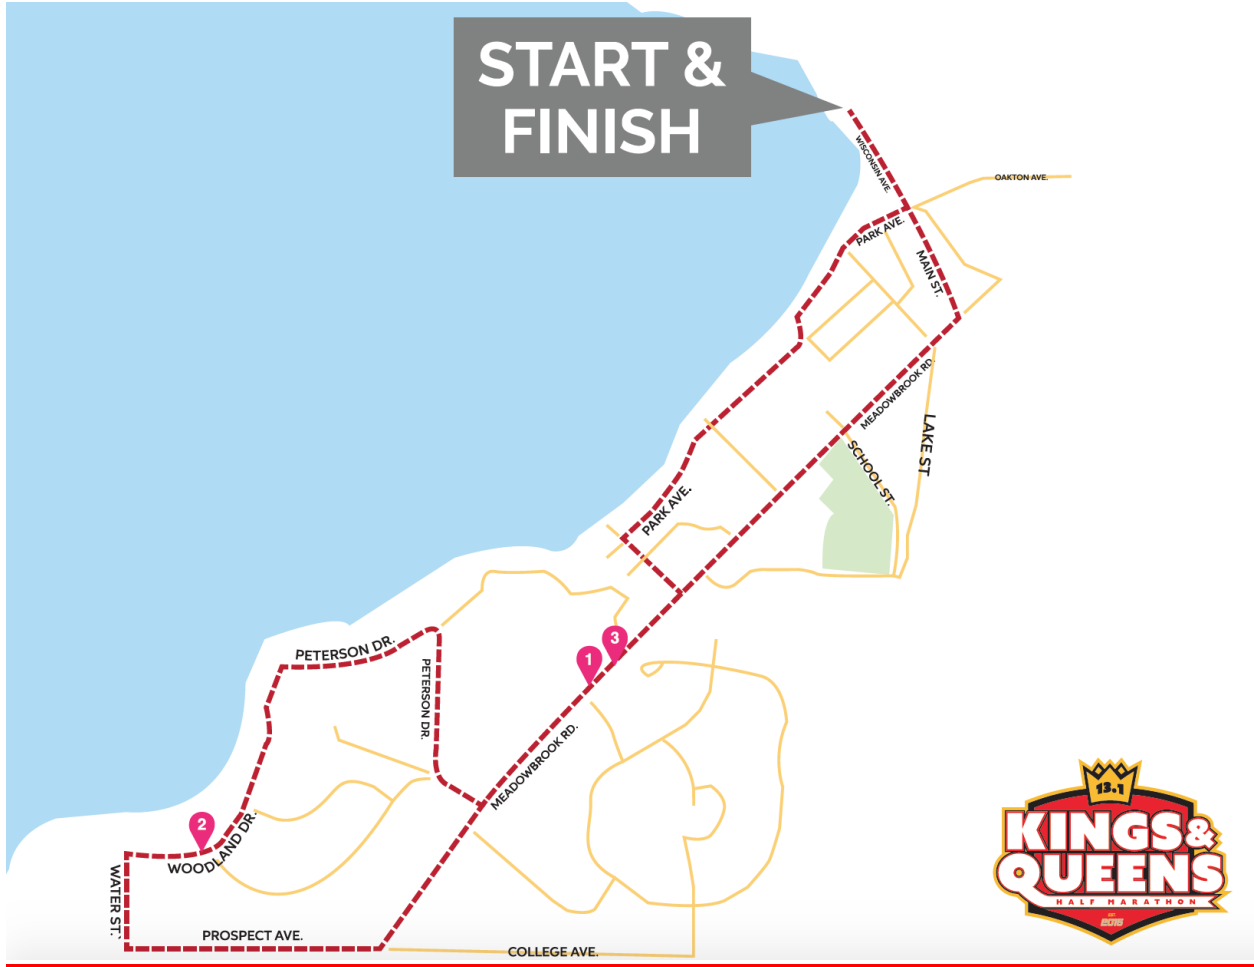 START &
FINISH
WISCONSIN AVE.
OAKTON AVE.
PARK AVE.
MAIN ST.
MEADOWBROOK RD.
LAKE ST
SCHOOL ST.
PARK AVE.
3
1
PETERSON DR.
PETERSON DR.
MEADOWBROOK RD.
2
WOODLAND DR.
WATER ST.
PROSPECT AVE.
COLLEGE AVE.
13.1
KINGS &
QUEENS
HALF MARATHON
EST.
2016